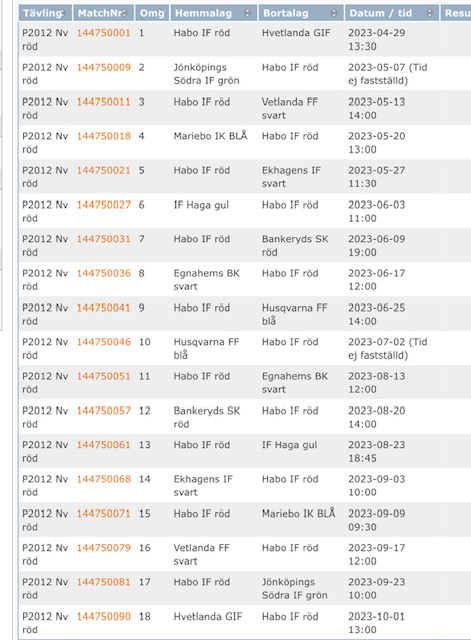 Tävling MatchNr Omg Hemmalag Bortalag Datum / tid Resu
P2012 Nv röd 144750001 1 Habo IF röd Hvetlanda GIF 2023-04-29 13:30
P2012 Nv röd 144750009 2 Jönköpings Södra IF grön Habo IF röd 2023-05-07 (Tid ej fastställd)
P2012 Nv röd 144750011 3 Habo IF röd Vetlanda FF svart 2023-05-13 14:00
P2012 Nv röd 144750018 4 Mariebo IK BLÅ Habo IF röd 2023-05-20 13:00
P2012 Nv röd 144750021 5 Habo IF röd Ekhagens IF svart 2023-05-27 11:30
P2012 Nv röd 144750027 6 IF Haga gul Habo IF röd 2023-06-03 11:00
P2012 Nv röd 144750031 7 Habo IF röd Bankeryds SK röd 2023-06-09 19:00
P2012 Nv röd 144750036 8 Egnahems BK svart Habo IF röd 2023-06-17 12:00
P2012 Nv röd 144750041 9 Habo IF röd Husqvarna FF blå 2023-06-25 14:00
P2012 Nv röd 144750046 10 Husqvarna FF blå Habo IF röd 2023-07-02 (Tid ej fastställd)
P2012 Nv röd 144750051 11 Habo IF röd Egnahems BK svart 2023-08-13 12:00
P2012 Nv röd 144750057 12 Bankeryds SK röd Habo IF röd 2023-08-20 14:00
P2012 Nv röd 144750061 13 Habo IF röd IF Haga gul 2023-08-23 18:45
P2012 Nv röd 144750068 14 Ekhagens IF svart Habo IF röd 2023-09-03 10:00
P2012 Nv röd 144750071 15 Habo IF röd Mariebo IK BLÅ 2023-09-09 09:30
P2012 Nv röd 144750079 16 Vetlanda FF svart Habo IF röd 2023-09-17 12:00
P2012 Nv röd 144750081 17 Habo IF röd Jönköpings Södra IF grön 2023-09-23 10:00
P2012 Nv röd 144750090 18 Hvetlanda GIF Habo IF röd 2023-10-01 13:00